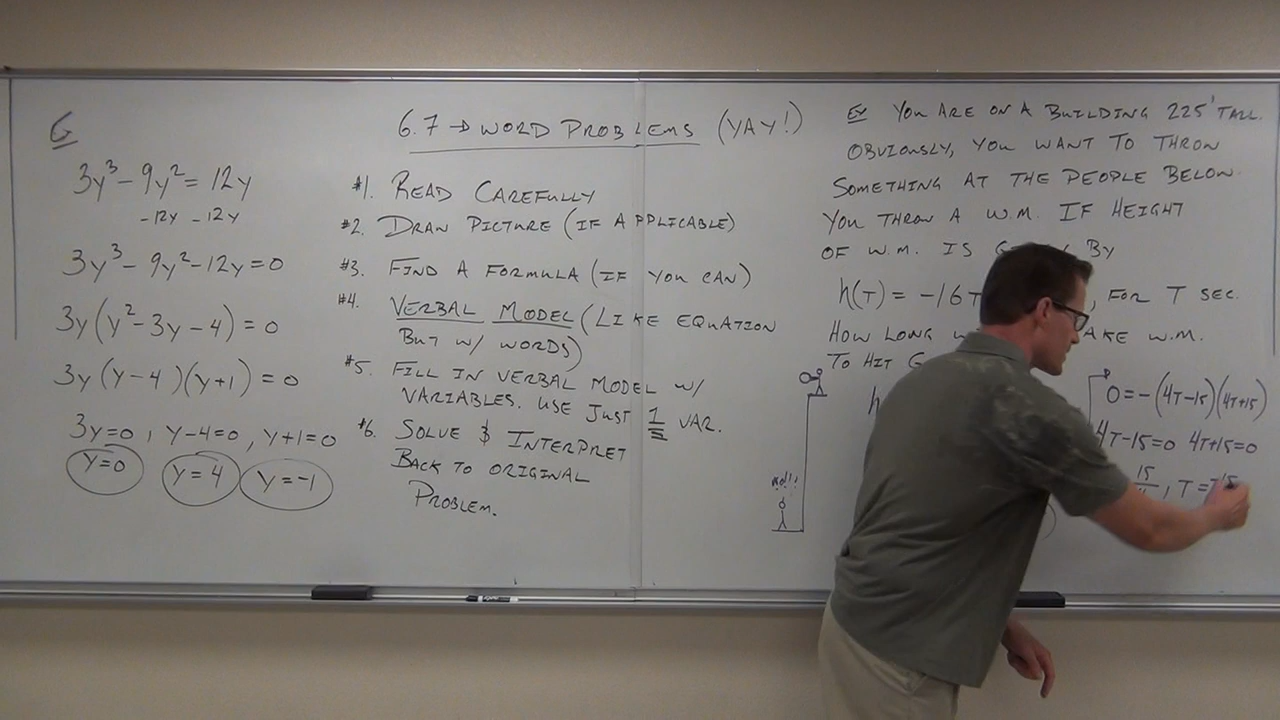 6
3y³ - 9y² = 12y
-12y -12y
3y³ - 9y² - 12y = 0
3y(y² - 3y - 4) = 0
3y(y - 4)(y + 1) = 0
3y=0, y-4=0, y+1=0
y=0 y=4 y=-1
6.7 → WORD PROBLEMS (YAY!)
#1. READ CAREFULLY
#2. DRAW PICTURE (IF APPLICABLE)
#3. FIND A FORMULA (IF YOU CAN)
#4. VERBAL MODEL (LIKE EQUATION
BUT W/ WORDS)
#5. FILL IN VERBAL MODEL W/
VARIABLES. USE JUST 1 VAR.
#6. SOLVE & INTERPRET
BACK TO ORIGINAL
PROBLEM.
EX YOU ARE ON A BUILDING 225' TALL.
OBVIOUSLY, YOU WANT TO THROW
SOMETHING AT THE PEOPLE BELOW.
YOU THROW A W.M. IF HEIGHT
OF W.M. IS BY
h(T) = -16T , FOR T SEC.
HOW LONG W.M.
TO HIT
h
0 = -(4T-15)(4T+15)
4T-15=0 4T+15=0
15 , T = -15
NO!!